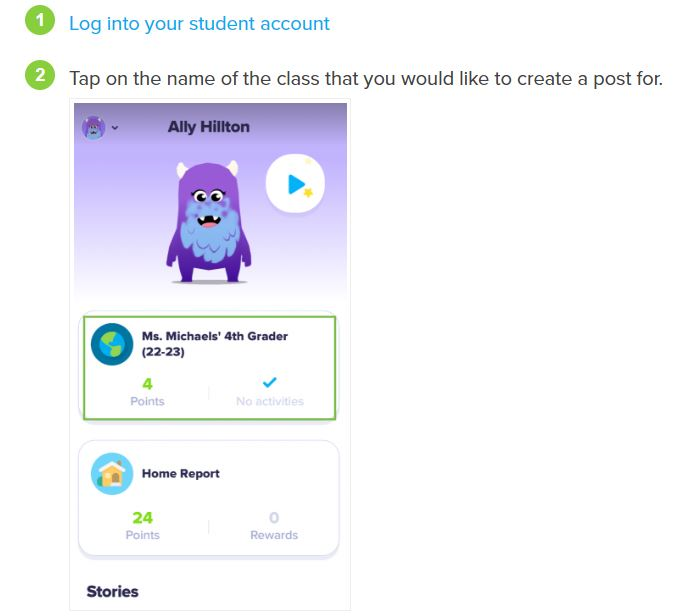 1 Log into your student account
2 Tap on the name of the class that you would like to create a post for.
Ally Hillton
Ms. Michaels' 4th Grader
(22-23)
4
Points
No activities
Home Report
24
Points
0
Rewards
Stories